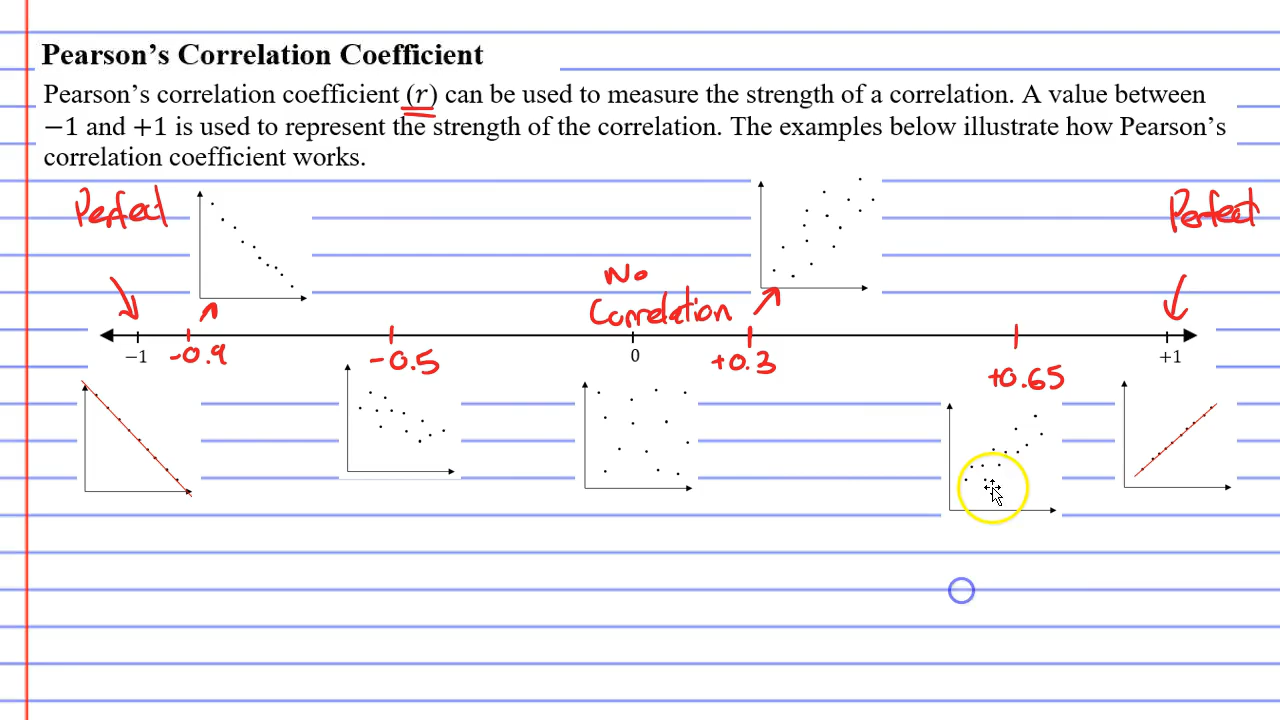 Pearson’s Correlation Coefficient
Pearson’s correlation coefficient (r) can be used to measure the strength of a correlation. A value between
−1 and +1 is used to represent the strength of the correlation. The examples below illustrate how Pearson’s
correlation coefficient works.
Perfect
Perfect
No
Correlation
−1
-0.9
-0.5
0
+0.3
+0.65
+1